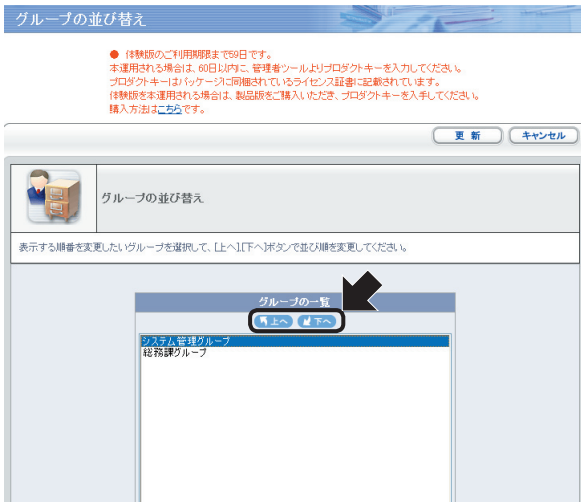 グループの並び替え
● 体験版のご利用期限まで59日です。
本運用される場合は、60日以内に、管理者ツールよりプロダクトキーを入力してください。
プロダクトキーはパッケージに同梱されているライセンス証書に記載されています。
体験版を本運用される場合は、製品版をご購入いただき、プロダクトキーを入手してください。
購入方法はこちらです。
更 新 キャンセル
グループの並び替え
表示する順番を変更したいグループを選択して、[上へ][下へ]ボタンで並び順を変更してください。
グループの一覧
上へ 下へ
システム管理グループ
総務課グループ